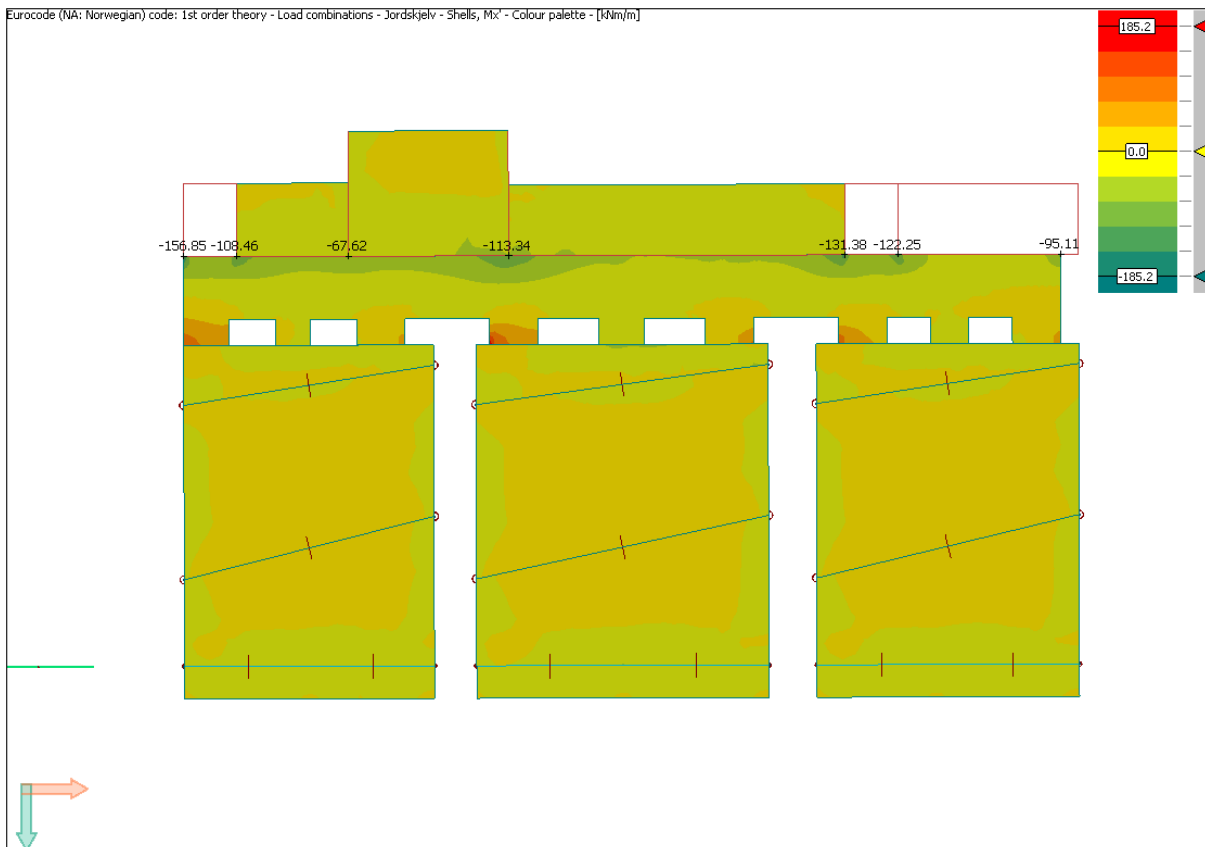 Eurocode (NA: Norwegian) code: 1st order theory - Load combinations - Jordskjelv - Shells, Mx' - Colour palette - [kNm/m]
185.2
0.0
-185.2
-156.85 -108.46 -67.62 -113.34 -131.38 -122.25 -95.11